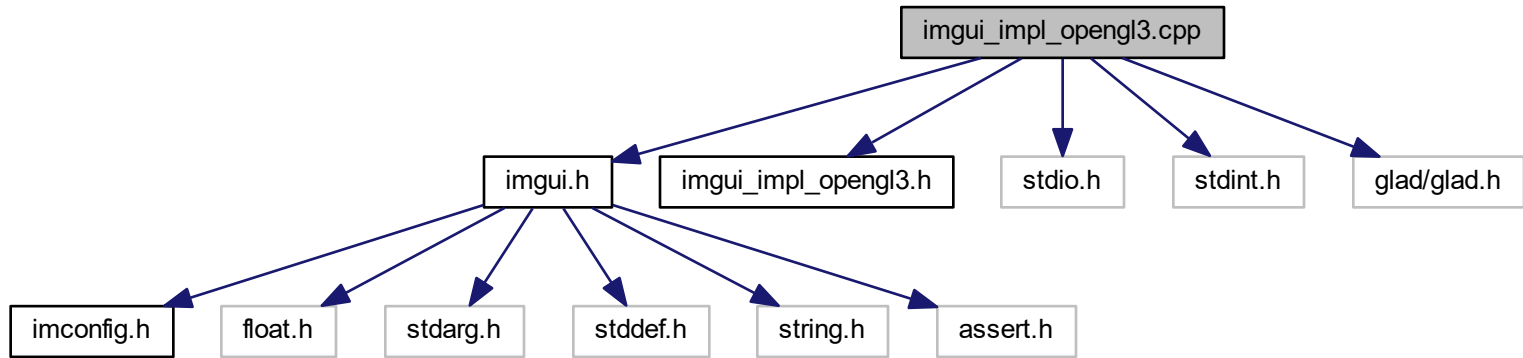 imgui_impl_opengl3.cpp
imgui.h
imgui_impl_opengl3.h
stdio.h
stdint.h
glad/glad.h
imconfig.h
float.h
stdarg.h
stddef.h
string.h
assert.h